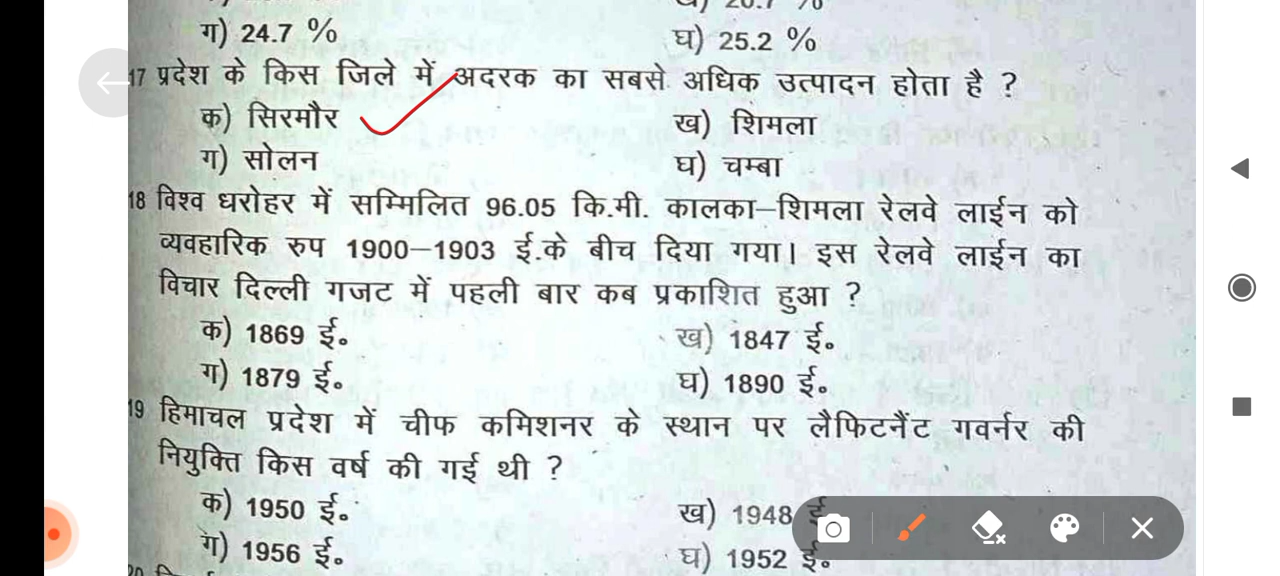 ग) 24.7 % घ) 25.2 %
17 प्रदेश के किस जिले में अदरक का सबसे अधिक उत्पादन होता है ?
क) सिरमौर ख) शिमला
ग) सोलन घ) चम्बा
18 विश्व धरोहर में सम्मिलित 96.05 कि.मी. कालका–शिमला रेलवे लाईन को
व्यवहारिक रुप 1900–1903 ई.के बीच दिया गया। इस रेलवे लाईन का
विचार दिल्ली गजट में पहली बार कब प्रकाशित हुआ ?
क) 1869 ई॰ ख) 1847 ई॰
ग) 1879 ई॰ घ) 1890 ई॰
19 हिमाचल प्रदेश में चीफ कमिशनर के स्थान पर लैफिटनैंट गवर्नर की
नियुक्ति किस वर्ष की गई थी ?
क) 1950 ई॰ ख) 1948 ई
ग) 1956 ई॰ घ) 1952 ई॰